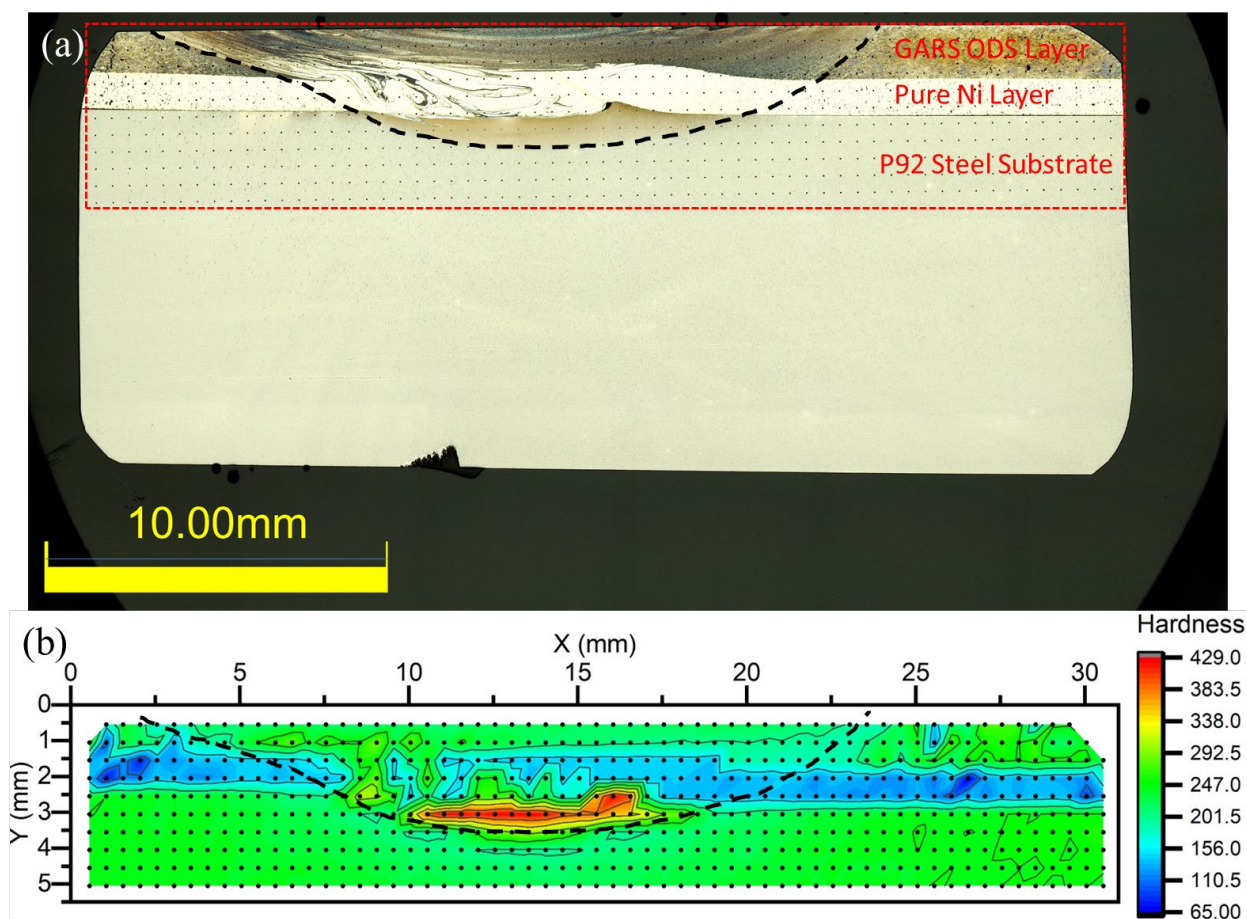 (a)
GARS ODS Layer
Pure Ni Layer
P92 Steel Substrate
10.00mm
(b)
X (mm)
Hardness
0 5 10 15 20 25 30
Y (mm)
0
1
2
3
4
5
429.0
383.5
338.0
292.5
247.0
201.5
156.0
110.5
65.00